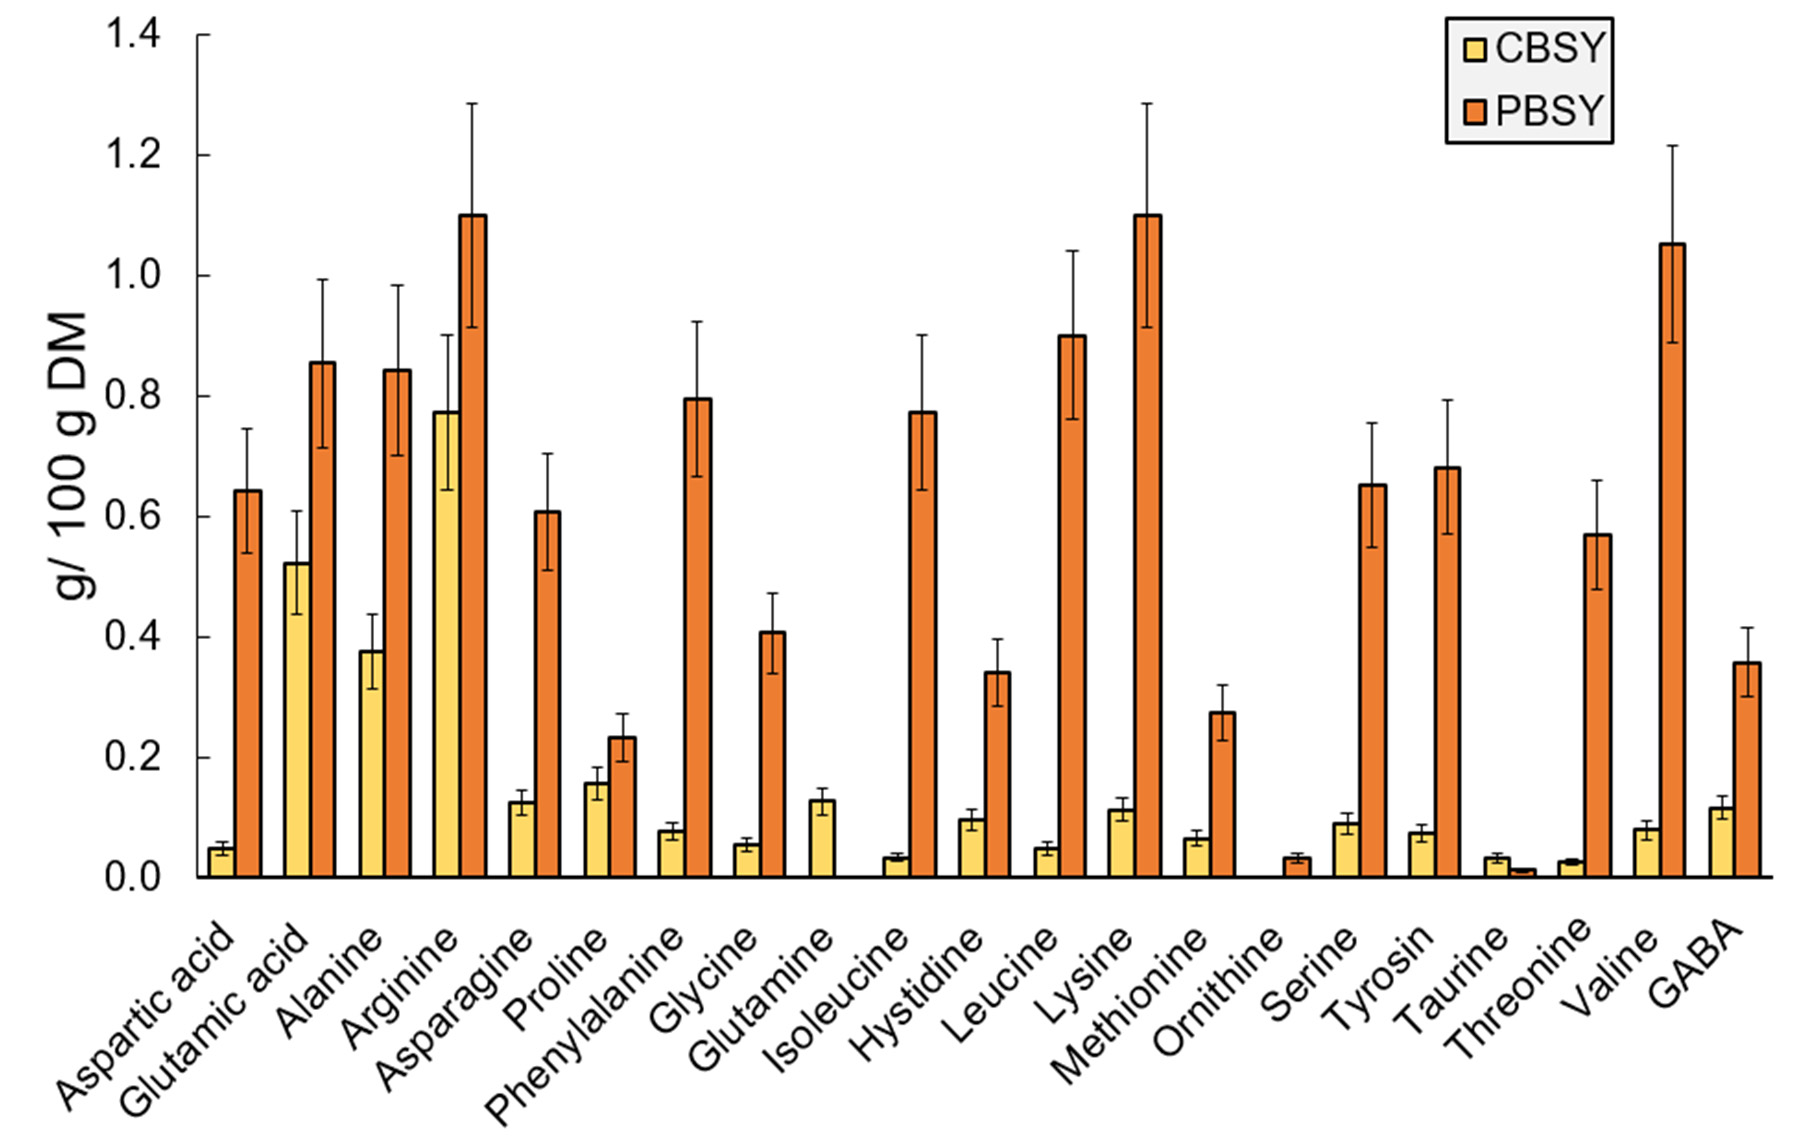 1.4
1.2
1.0
0.8
0.6
0.4
0.2
0.0
g/ 100 g DM
CBSY
PBSY
Aspartic acid
Glutamic acid
Alanine
Arginine
Asparagine
Proline
Phenylalanine
Glycine
Glutamine
Isoleucine
Hystidine
Leucine
Lysine
Methionine
Ornithine
Serine
Tyrosin
Taurine
Threonine
Valine
GABA